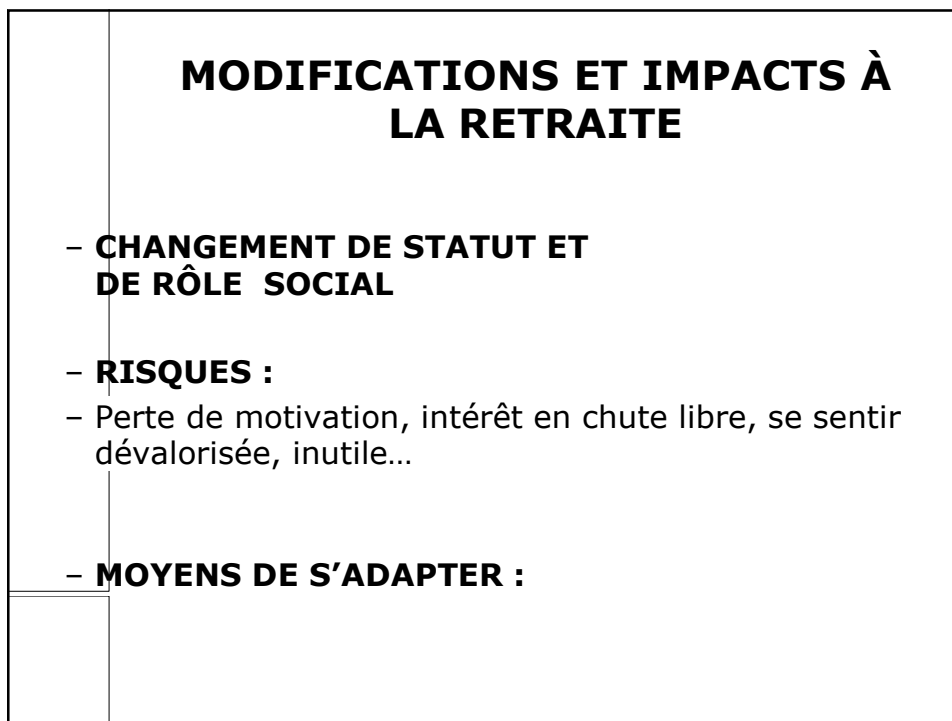 MODIFICATIONS ET IMPACTS À
LA RETRAITE
– CHANGEMENT DE STATUT ET
DE RÔLE  SOCIAL
– RISQUES :
– Perte de motivation, intérêt en chute libre, se sentir
dévalorisée, inutile…
– MOYENS DE S’ADAPTER :